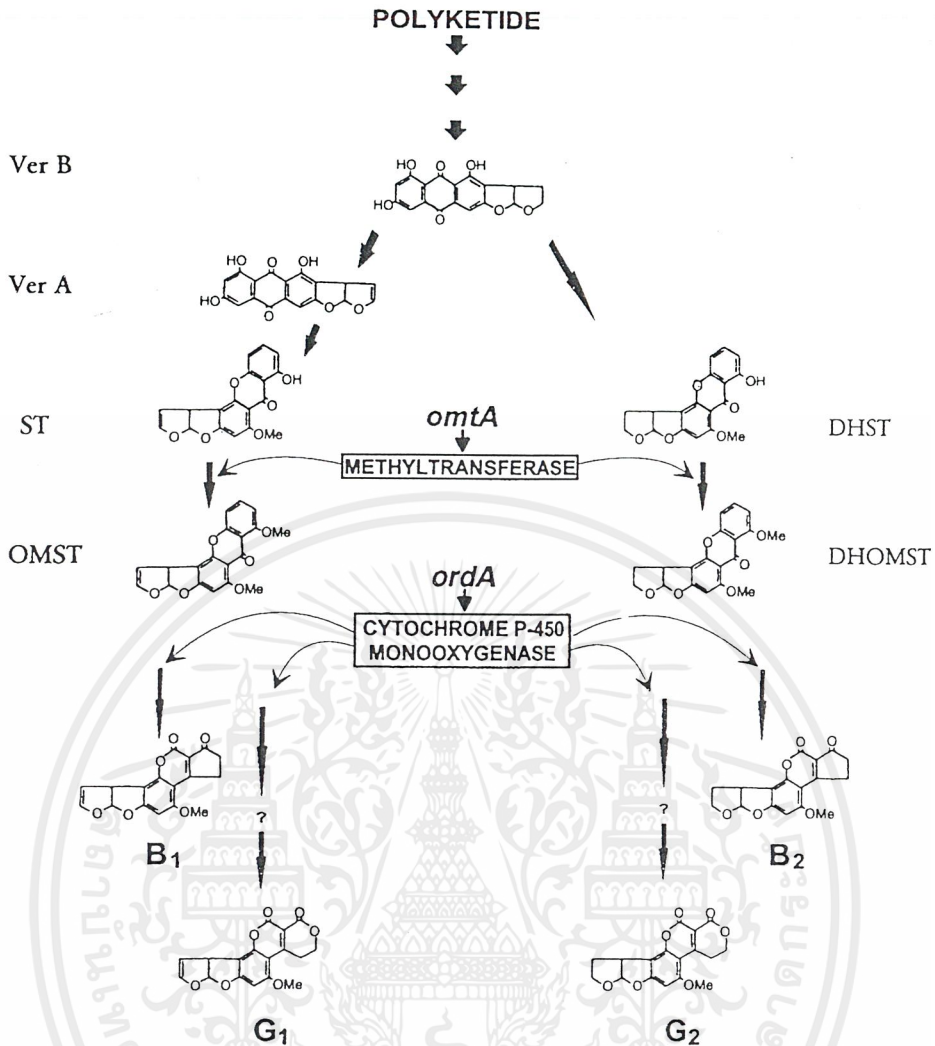 POLYKETIDE
Ver B
HO O OH
HO O O O
Ver A
HO O OH
HO O O O
ST
O OH
O
O O OMe
omtA
METHYLTRANSFERASE
DHST
O OH
O
O O OMe
OMST
O OMe
O
O O OMe
ordA
CYTOCHROME P-450
MONOOXYGENASE
DHOMST
O OMe
O
O O OMe
O O
O
O O OMe
B1
?
?
O O
O
O O OMe
B2
O O
O O
O O OMe
G1
O O
O O
O O OMe
G2